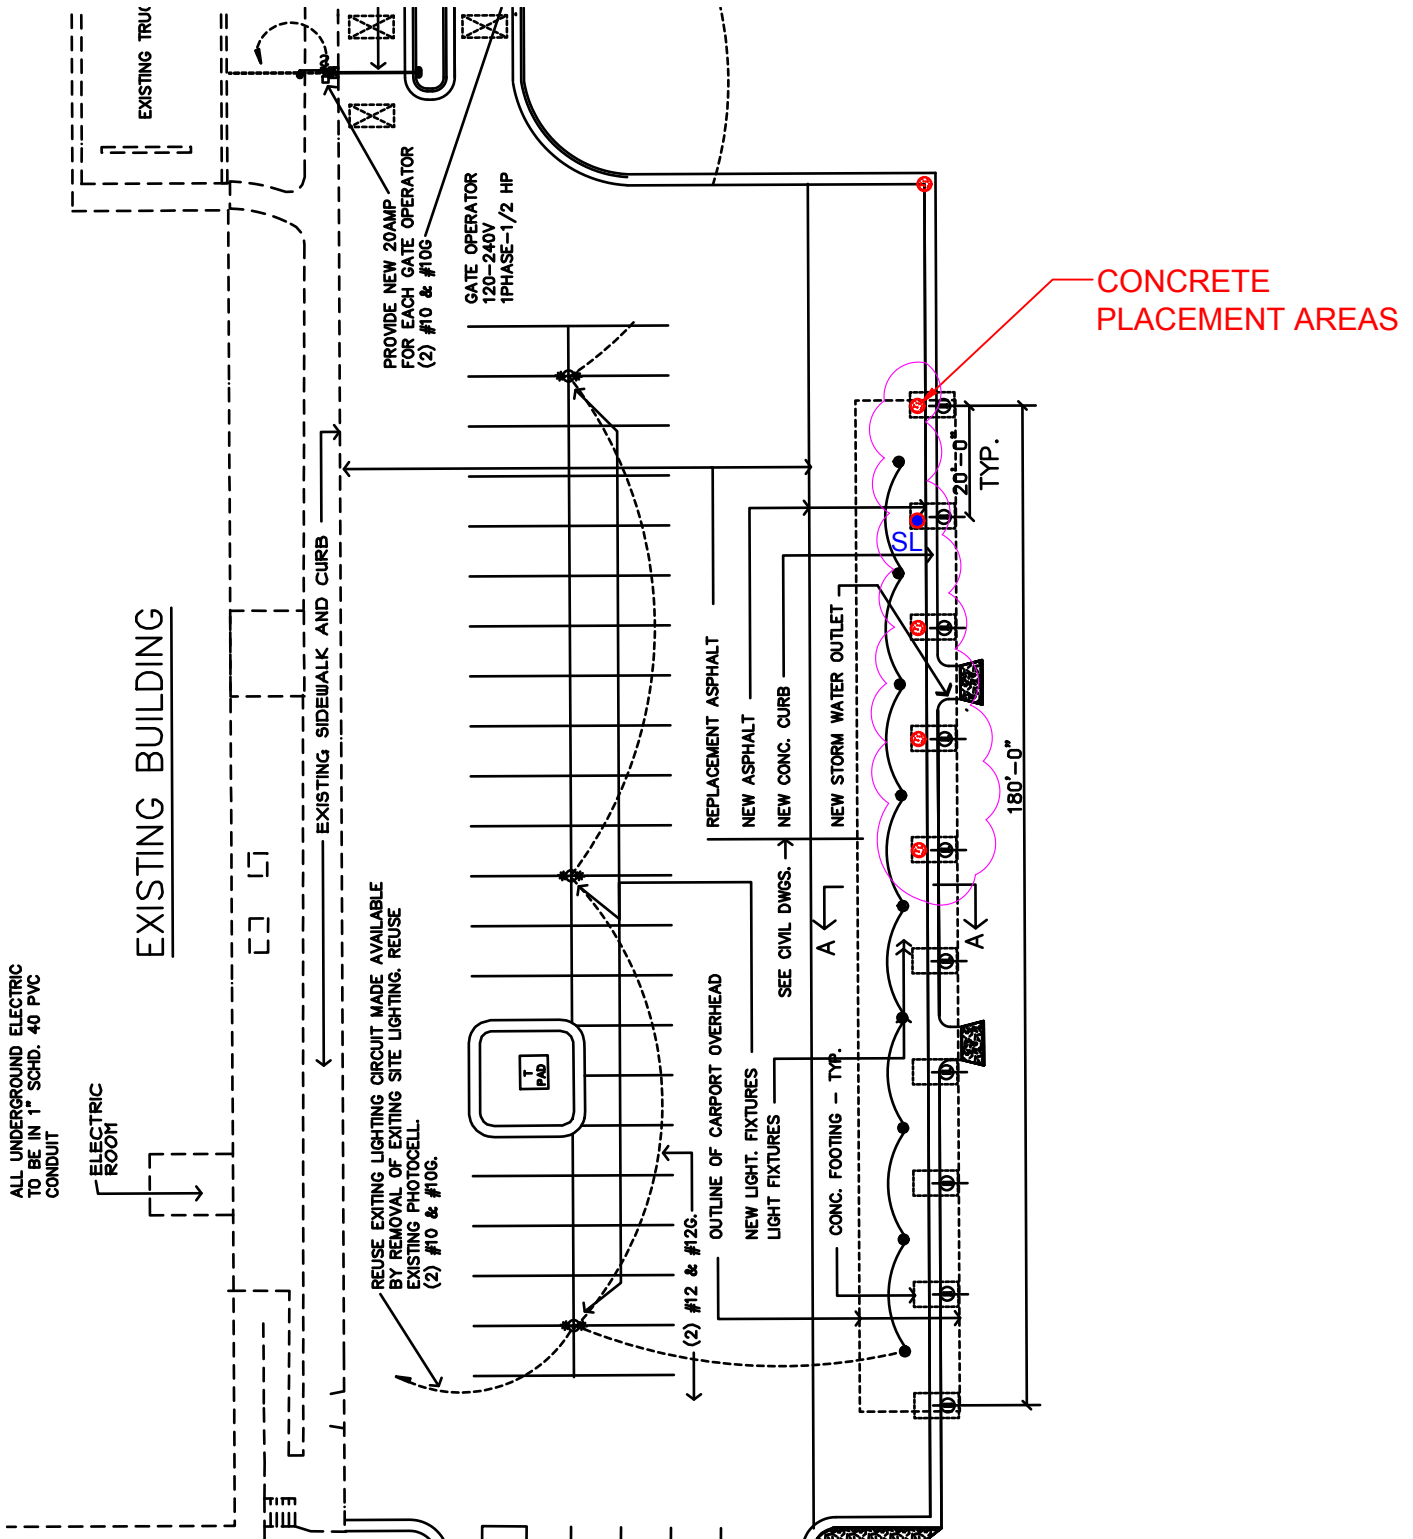 EXISTING TRUC
PROVIDE NEW 20AMP
FOR EACH GATE OPERATOR
(2) #10 & #10G
GATE OPERATOR
120-240V
1PHASE-1/2 HP
CONCRETE
PLACEMENT AREAS
20'-0"
TYP.
SL
180'-0"
EXISTING BUILDING
EXISTING SIDEWALK AND CURB
REPLACEMENT ASPHALT
NEW ASPHALT
NEW CONC. CURB
SEE CIVIL DWGS.
NEW STORM WATER OUTLET
A
A
ALL UNDERGROUND ELECTRIC
TO BE IN 1" SCHD. 40 PVC
CONDUIT
ELECTRIC
ROOM
REUSE EXITING LIGHTING CIRCUIT MADE AVAILABLE
BY REMOVAL OF EXITING SITE LIGHTING. REUSE
EXISTING PHOTOCELL.
(2) #10 & #10G.
T
PAD
(2) #12 & #12G.
OUTLINE OF CARPORT OVERHEAD
NEW LIGHT. FIXTURES
LIGHT FIXTURES
CONC. FOOTING - TYP.